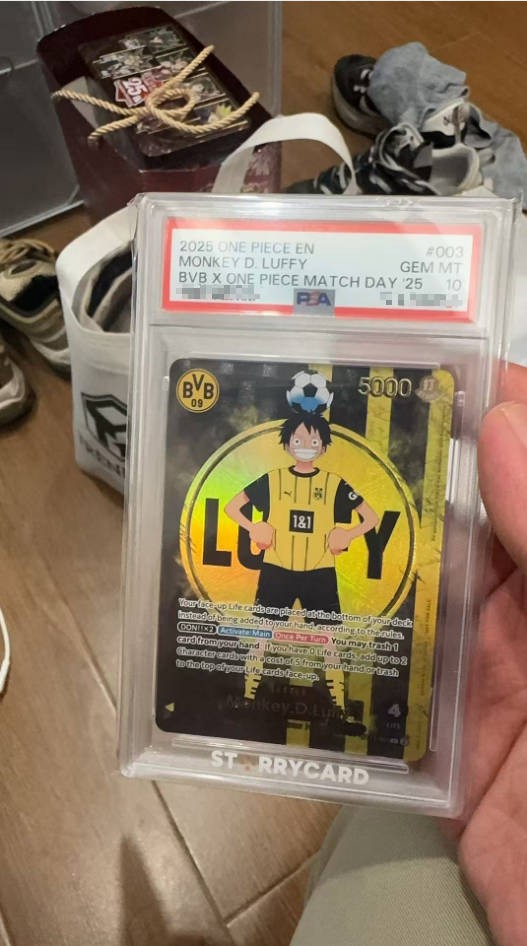 2025 ONE PIECE EN #003
MONKEY D. LUFFY GEM MT
BVB X ONE PIECE MATCH DAY '25 10
PSA
BVB
09
5000
LUFFY
1&1
Your face-up Life cards are placed at the bottom of your deck
instead of being added to your hand, according to the rules.
DON!!×2 Activate: Main Once Per Turn You may trash 1
card from your hand: If you have 0 Life cards, add up to 2
Character cards with a cost of 5 from your hand or trash
to the top of your Life cards face-up.
Monkey.D.Luffy
4
LIFE
STARRYCARD